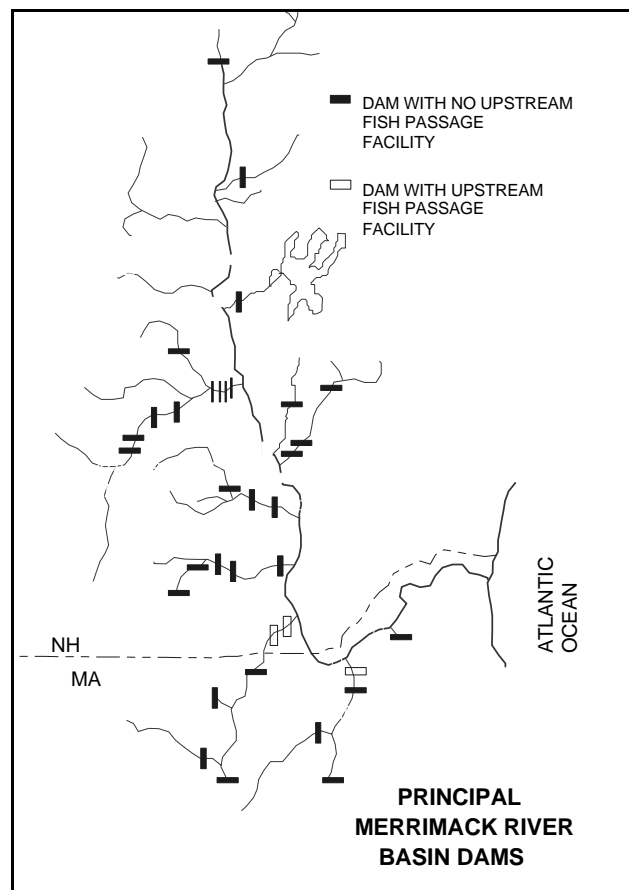 DAM WITH NO UPSTREAM
FISH PASSAGE
FACILITY
DAM WITH UPSTREAM
FISH PASSAGE
FACILITY
ATLANTIC
OCEAN
NH
MA
PRINCIPAL
MERRIMACK RIVER
BASIN DAMS